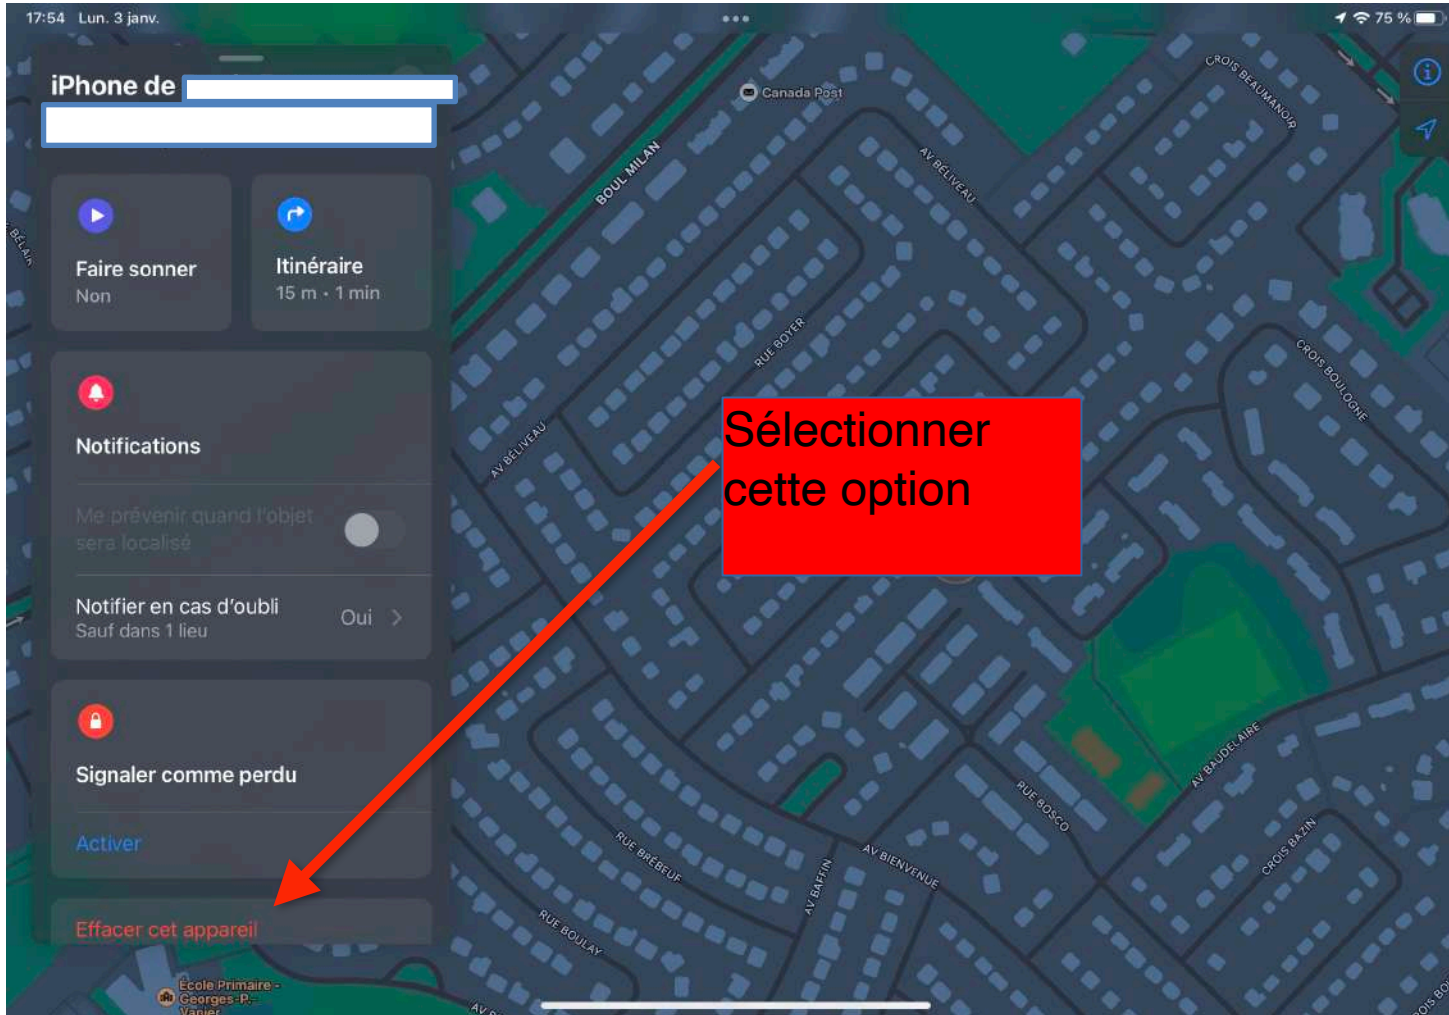 17:54 Lun. 3 janv.
75 %
iPhone de
Canada Post
CROIS BEAUMANOIR
BOUL MILAN
AV BÉLIVEAU
Faire sonner
Non
Itinéraire
15 m • 1 min
RUE BOYER
CROIS BOULOGNE
Notifications
AV BÉLIVEAU
Sélectionner
cette option
Me prévenir quand l'objet
sera localisé
Notifier en cas d'oubli
Sauf dans 1 lieu
Oui
Signaler comme perdu
Activer
AV BAUDELAIRE
RUE BOSCO
CROIS BAZIN
RUE BRÉBEUF
AV BIENVENUE
AV BAFFIN
Effacer cet appareil
RUE BOULAY
École Primaire -
Georges-P.-
Vanier